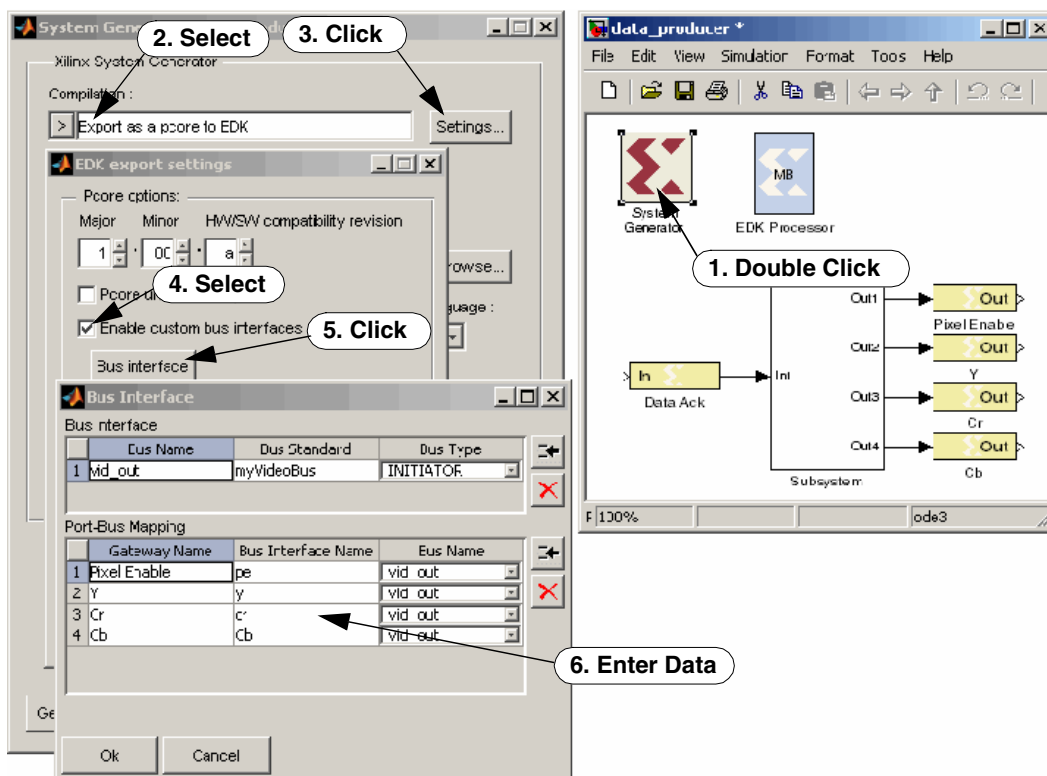 System Gen
2. Select
3. Click
Xilinx System Generator
Compilation :
> Export as a pcore to EDK
Settings...
EDK export settings
Pcore options:
Major Minor HW/SW compatibility revision
1 . 00 . a
4. Select
Pcore u
rowse...
guage :
Enable custom bus interfaces
5. Click
Bus interface
Bus Interface
Bus Interface
Bus Name Bus Standard Bus Type
1 vid_out myVideoBus INITIATOR
Port-Bus Mapping
Gateway Name Bus Interface Name Bus Name
1 Pixel Enable pe vid_out
2 Y y vid_out
3 Cr cr vid_out
4 Cb Cb vid_out
6. Enter Data
Ge
Ok Cancel
data_producer *
File Edit View Simulation Format Tools Help
System
Generator
MB
EDK Processor
1. Double Click
In
Data Ack
In1
Out1
Out2
Out3
Out4
Subsystem
Out
Pixel Enabe
Out
Y
Out
Cr
Out
Cb
F 100% ode3